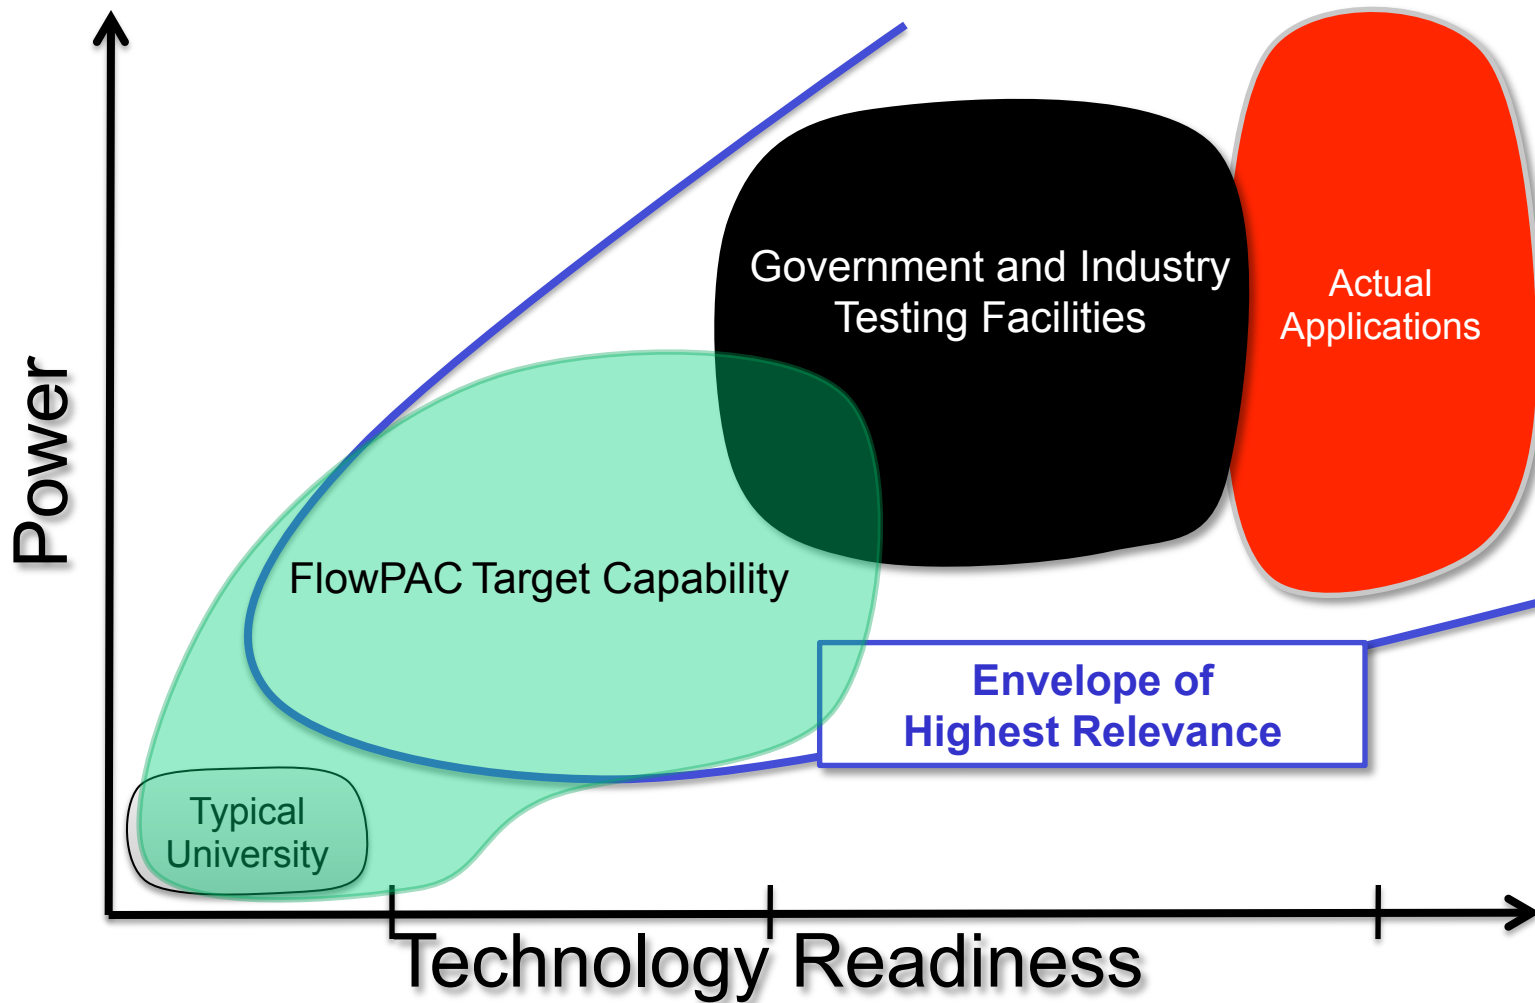 Power
Government and Industry
Testing Facilities
Actual
Applications
FlowPAC Target Capability
Envelope of
Highest Relevance
Typical
University
Technology Readiness